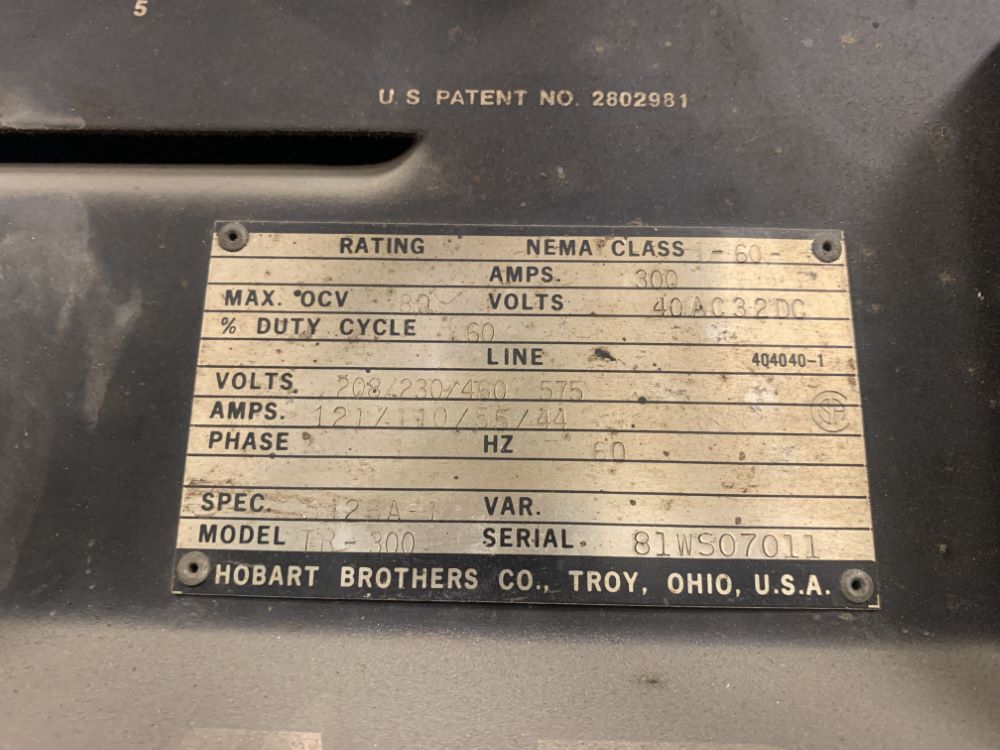 5
U.S. PATENT NO. 2802981
RATING NEMA CLASS 1-60-
AMPS. 300
MAX. OCV 80 VOLTS 40AC32DC
% DUTY CYCLE 60
LINE 404040-1
VOLTS. 208/230/460/575
AMPS. 121/110/55/44
PHASE HZ 60
SPEC. VAR.
MODEL TR-300 SERIAL. 81WS07011
HOBART BROTHERS CO., TROY, OHIO, U.S.A.